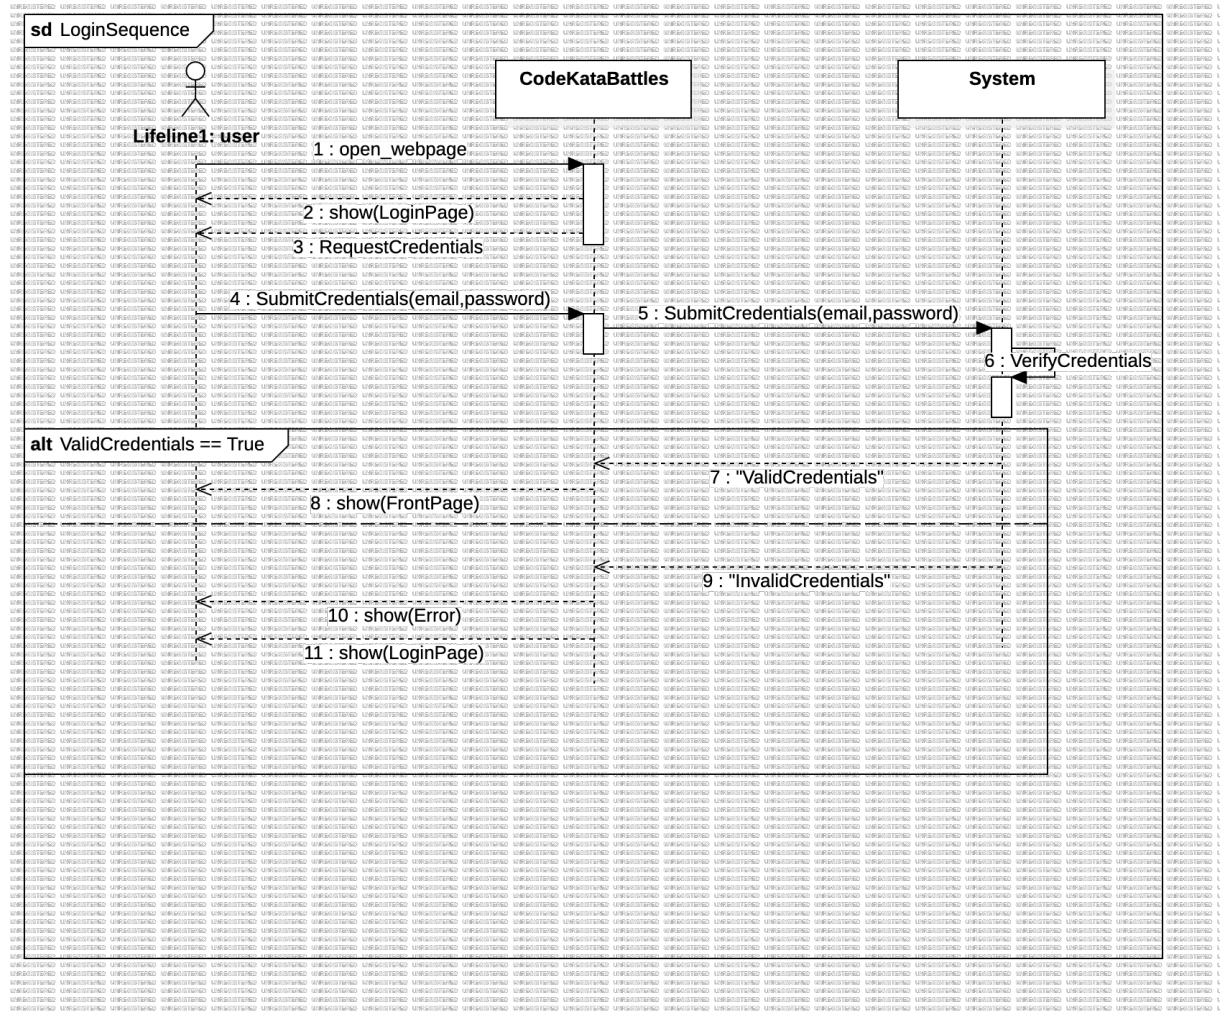 sd LoginSequence
CodeKataBattles
System
Lifeline1: user
1 : open_webpage
2 : show(LoginPage)
3 : RequestCredentials
4 : SubmitCredentials(email,password)
5 : SubmitCredentials(email,password)
6 : VerifyCredentials
alt ValidCredentials == True
7 : "ValidCredentials"
8 : show(FrontPage)
9 : "InvalidCredentials"
10 : show(Error)
11 : show(LoginPage)
UNREGISTERED